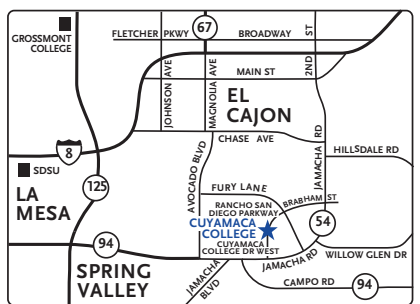 GROSSMONT
COLLEGE
FLETCHER PKWY
67
BROADWAY
2ND ST
JOHNSON AVE
MAGNOLIA AVE
MAIN ST
EL
CAJON
CHASE AVE
JAMACHA RD
HILLSDALE RD
8
SDSU
125
LA
MESA
AVOCADO BLVD
FURY LANE
RANCHO SAN
DIEGO PARKWAY
BRABHAM ST
CUYAMACA
COLLEGE
54
CUYAMACA
COLLEGE DR WEST
94
JAMACHA RD
WILLOW GLEN DR
SPRING
VALLEY
JAMACHA
BLVD
CAMPO RD
94